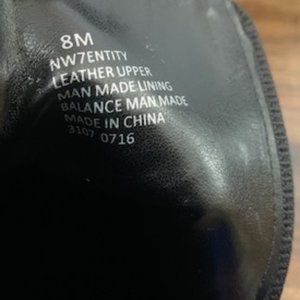 8M
NW7ENTITY
LEATHER UPPER
MAN MADE LINING
BALANCE MAN MADE
MADE IN CHINA
3107 0716